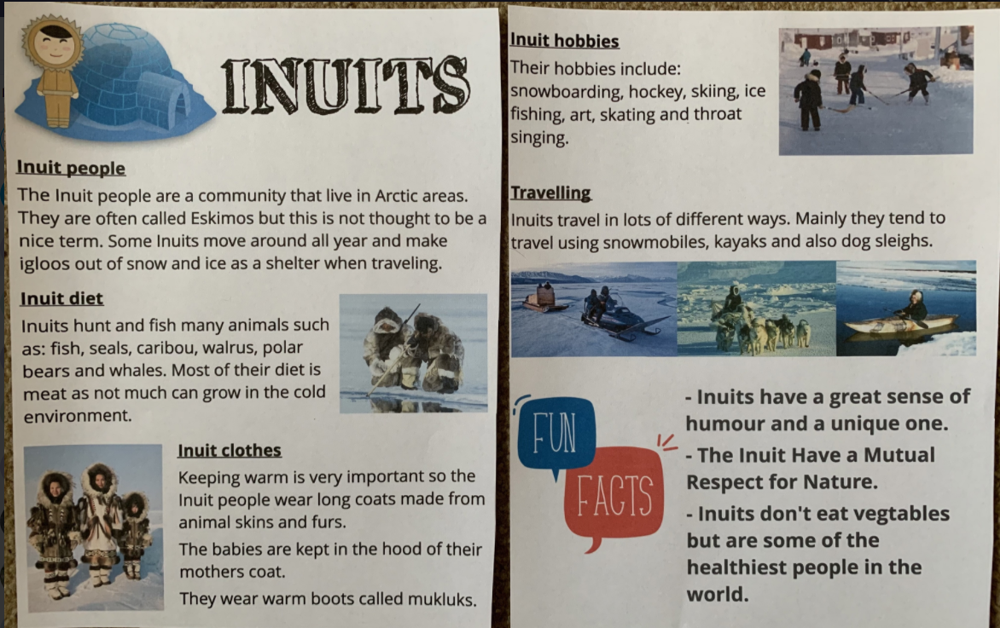 INUITS
Inuit people
The Inuit people are a community that live in Arctic areas.
They are often called Eskimos but this is not thought to be a
nice term. Some Inuits move around all year and make
igloos out of snow and ice as a shelter when traveling.
Inuit diet
Inuits hunt and fish many animals such
as: fish, seals, caribou, walrus, polar
bears and whales. Most of their diet is
meat as not much can grow in the cold
environment.
Inuit clothes
Keeping warm is very important so the
Inuit people wear long coats made from
animal skins and furs.
The babies are kept in the hood of their
mothers coat.
They wear warm boots called mukluks.
Inuit hobbies
Their hobbies include:
snowboarding, hockey, skiing, ice
fishing, art, skating and throat
singing.
Travelling
Inuits travel in lots of different ways. Mainly they tend to
travel using snowmobiles, kayaks and also dog sleighs.
FUN
FACTS
- Inuits have a great sense of
humour and a unique one.
- The Inuit Have a Mutual
Respect for Nature.
- Inuits don't eat vegtables
but are some of the
healthiest people in the
world.